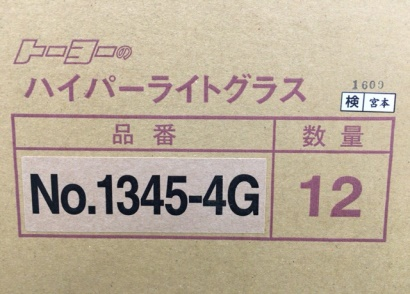 トーヨーの
ハイパーライトグラス
1609
検 宮本
品番 数量
No.1345-4G 12